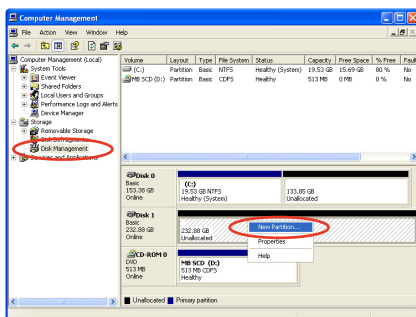 Computer Management
File Action View Window Help
Computer Management (Local)
System Tools
Event Viewer
Shared Folders
Local Users and Groups
Performance Logs and Alerts
Device Manager
Storage
Removable Storage
Disk Defragmenter
Disk Management
Services and Applications
Volume Layout Type File System Status Capacity Free Space % Free Faul
(C:) Partition Basic NTFS Healthy (System) 19.53 GB 15.69 GB 80 % No
MB SCD (D:) Partition Basic CDFS Healthy 513 MB 0 MB 0 % No
Disk 0
Basic
153.38 GB
Online
(C:)
19.53 GB NTFS
Healthy (System)
133.85 GB
Unallocated
Disk 1
Basic
232.88 GB
Online
232.88 GB
Unallocated
New Partition...
Properties
Help
CD-ROM 0
DVD
513 MB
Online
MB SCD (D:)
513 MB CDFS
Healthy
Unallocated Primary partition